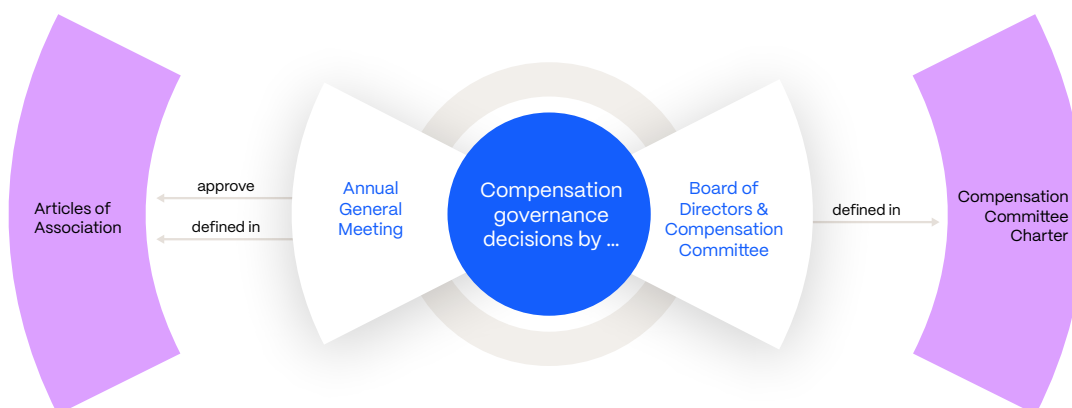 Articles of
Association
approve
defined in
Annual
General
Meeting
Compensation
governance
decisions by ...
Board of
Directors &
Compensation
Committee
defined in
Compensation
Committee
Charter